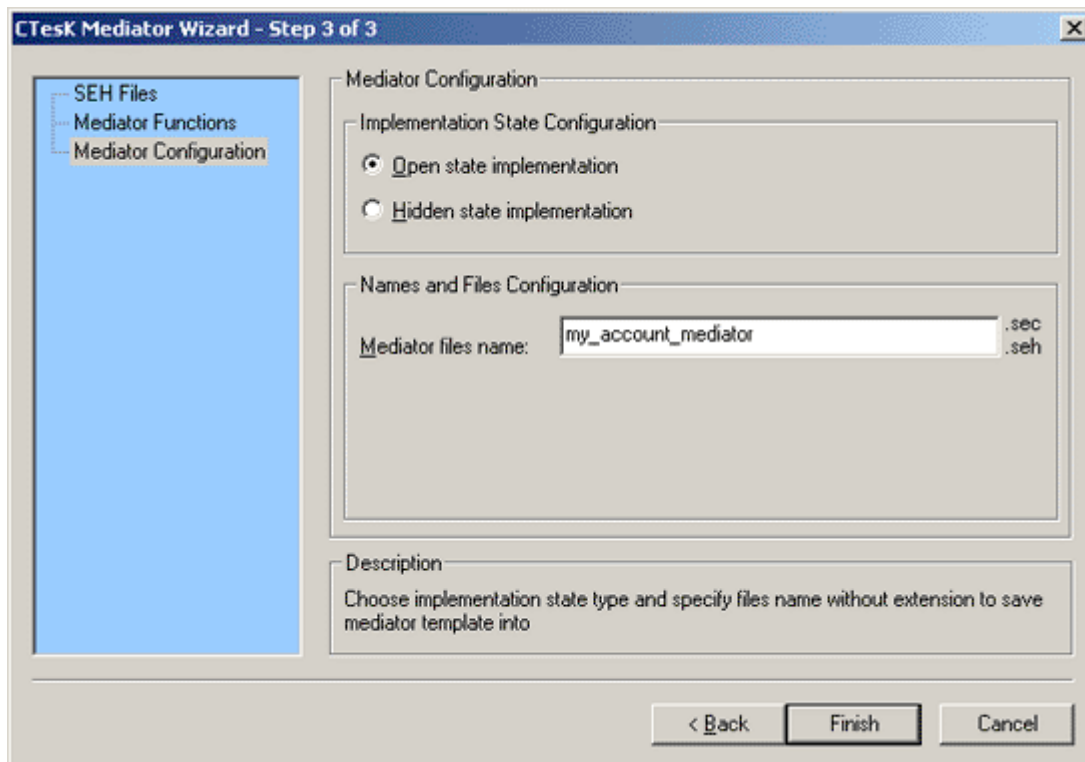 CTesK Mediator Wizard - Step 3 of 3
SEH Files
Mediator Functions
Mediator Configuration
Mediator Configuration
Implementation State Configuration
Open state implementation
Hidden state implementation
Names and Files Configuration
Mediator files name:
my_account_mediator
.sec
.seh
Description
Choose implementation state type and specify files name without extension to save
mediator template into
< Back
Finish
Cancel